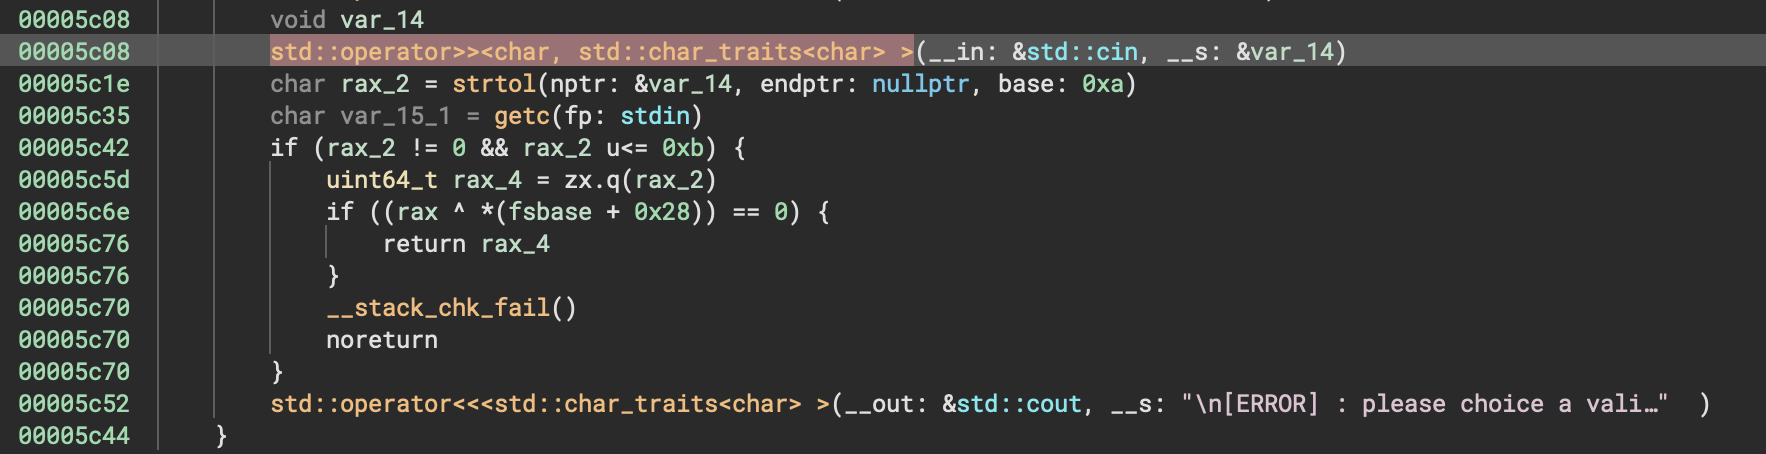 00005c08 void var_14
00005c08 std::operator>><char, std::char_traits<char> >(__in: &std::cin, __s: &var_14)
00005c1e char rax_2 = strtol(nptr: &var_14, endptr: nullptr, base: 0xa)
00005c35 char var_15_1 = getc(fp: stdin)
00005c42 if (rax_2 != 0 && rax_2 u<= 0xb) {
00005c5d uint64_t rax_4 = zx.q(rax_2)
00005c6e if ((rax ^ *(fsbase + 0x28)) == 0) {
00005c76 return rax_4
00005c76 }
00005c70 __stack_chk_fail()
00005c70 noreturn
00005c70 }
00005c52 std::operator<<<std::char_traits<char> >(__out: &std::cout, __s: "\n[ERROR] : please choice a vali…" )
00005c44 }